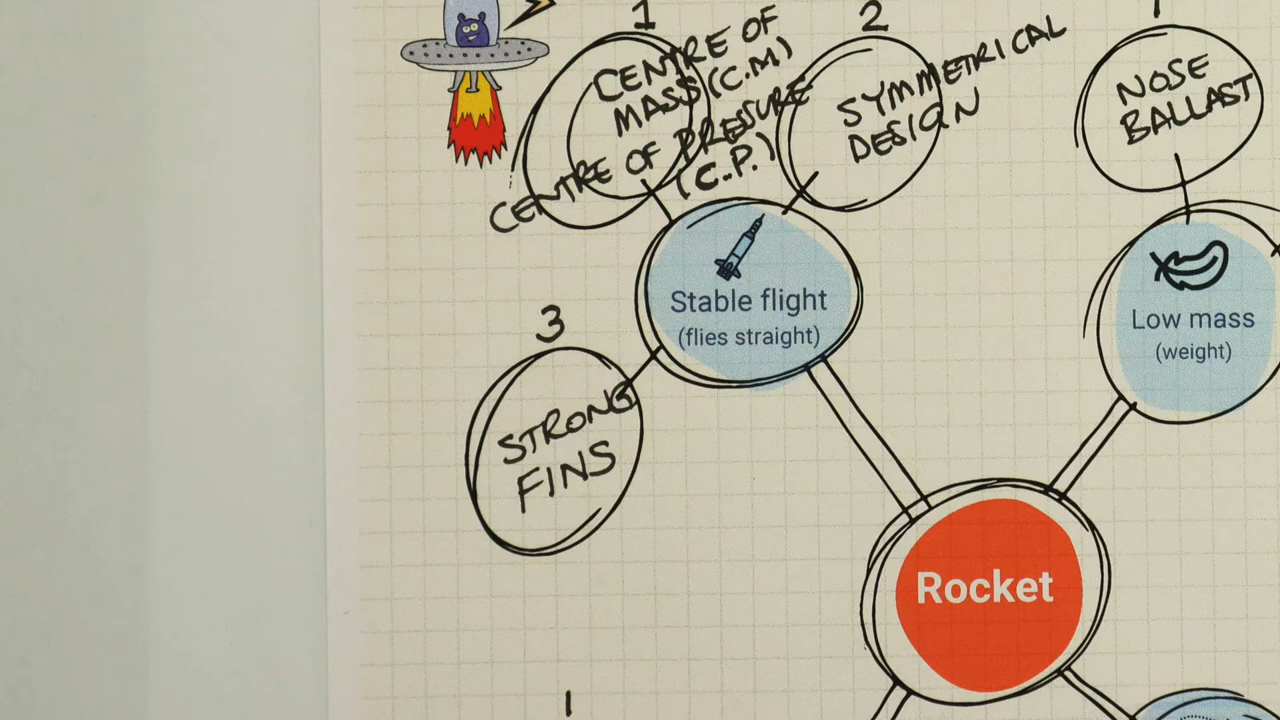 1
CENTRE OF
MASS (C.M)
CENTRE OF PRESSURE
(C.P.)
2
SYMMETRICAL
DESIGN
NOSE
BALLAST
Stable flight
(flies straight)
Low mass
(weight)
3
STRONG
FINS
Rocket
1